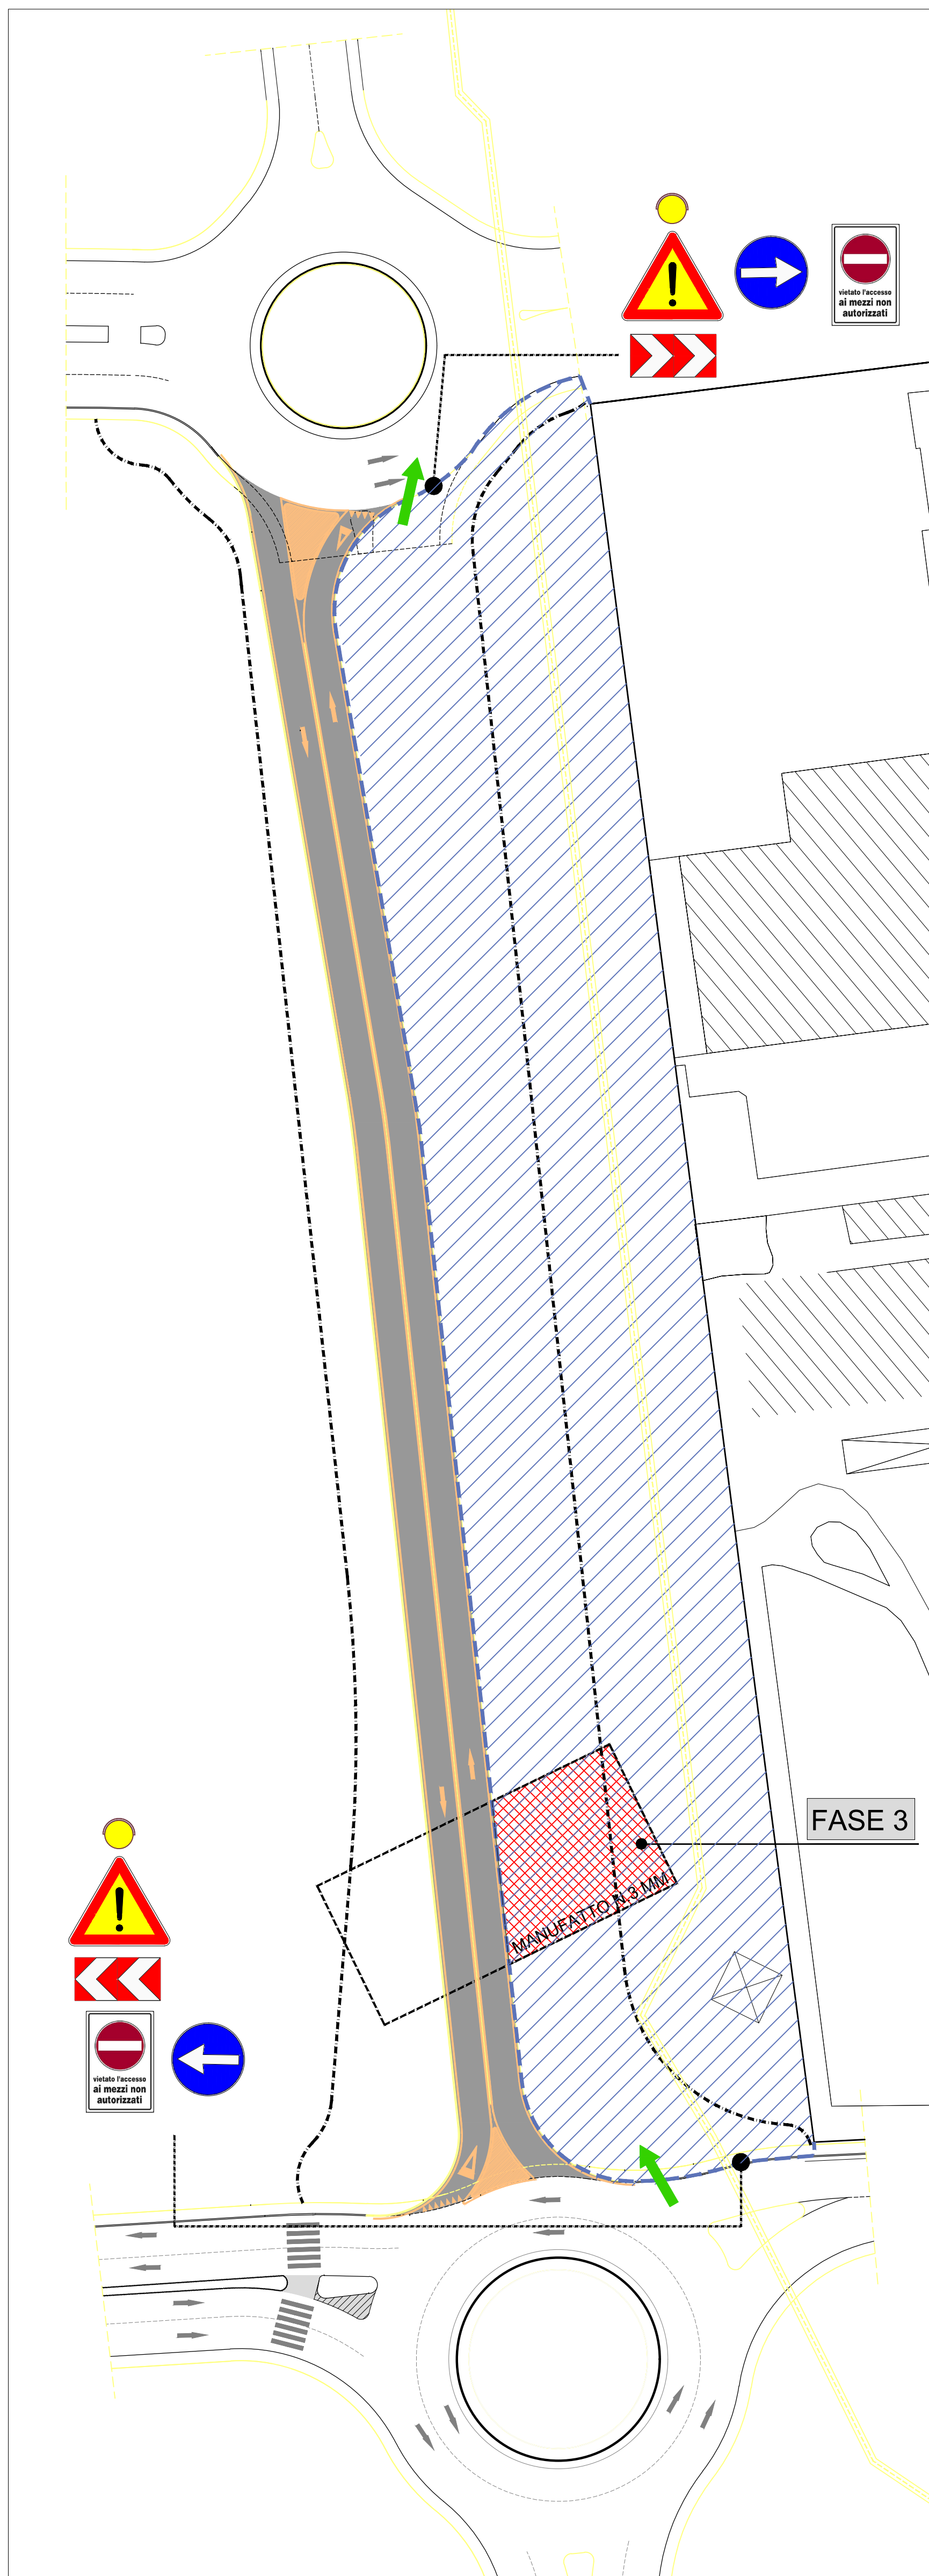 vietato l'accesso
ai mezzi non
autorizzati
FASE 3
MANUFATTO N.3 MM
vietato l'accesso
ai mezzi non
autorizzati